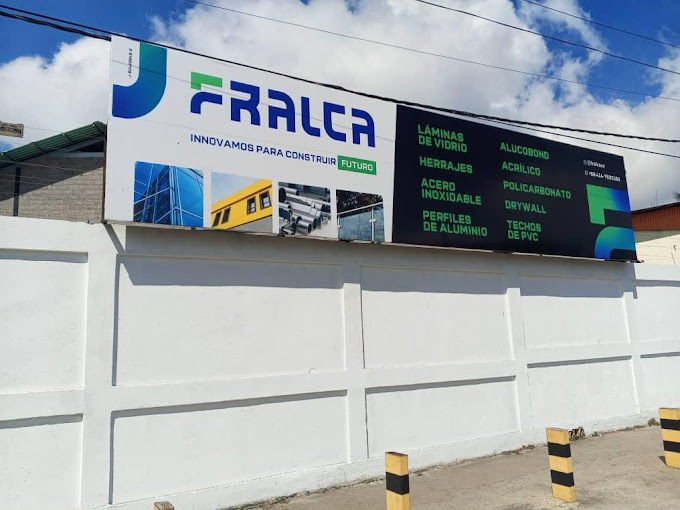 FRALCA
INNOVAMOS PARA CONSTRUIR FUTURO
LÁMINAS
DE VIDRIO
HERRAJES
ACERO
INOXIDABLE
PERFILES
DE ALUMINIO
ALUCOBOND
ACRÍLICO
POLICARBONATO
DRYWALL
TECHOS
DE PVC